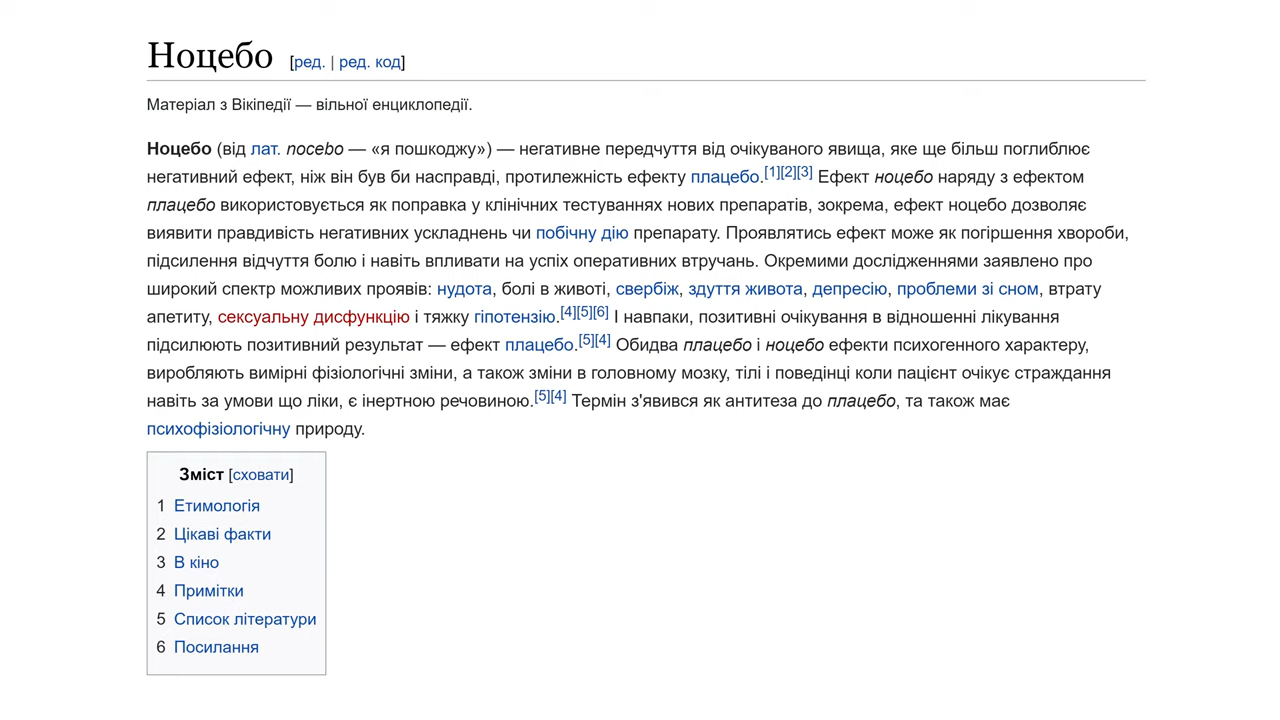 Ноцебо [ред. | ред. код]
Матеріал з Вікіпедії — вільної енциклопедії.
Ноцебо (від лат. nocebo — «я пошкоджу») — негативне передчуття від очікуваного явища, яке ще більш поглиблює
негативний ефект, ніж він був би насправді, протилежність ефекту плацебо.[1][2][3] Ефект ноцебо наряду з ефектом
плацебо використовується як поправка у клінічних тестуваннях нових препаратів, зокрема, ефект ноцебо дозволяє
виявити правдивість негативних ускладнень чи побічну дію препарату. Проявлятись ефект може як погіршення хвороби,
підсилення відчуття болю і навіть впливати на успіх оперативних втручань. Окремими дослідженнями заявлено про
широкий спектр можливих проявів: нудота, болі в животі, свербіж, здуття живота, депресію, проблеми зі сном, втрату
апетиту, сексуальну дисфункцію і тяжку гіпотензію.[4][5][6] І навпаки, позитивні очікування в відношенні лікування
підсилюють позитивний результат — ефект плацебо.[5][4] Обидва плацебо і ноцебо ефекти психогенного характеру,
виробляють вимірні фізіологічні зміни, а також зміни в головному мозку, тілі і поведінці коли пацієнт очікує страждання
навіть за умови що ліки, є інертною речовиною.[5][4] Термін з'явився як антитеза до плацебо, та також має
психофізіологічну природу.
Зміст [сховати]
1 Етимологія
2 Цікаві факти
3 В кіно
4 Примітки
5 Список літератури
6 Посилання